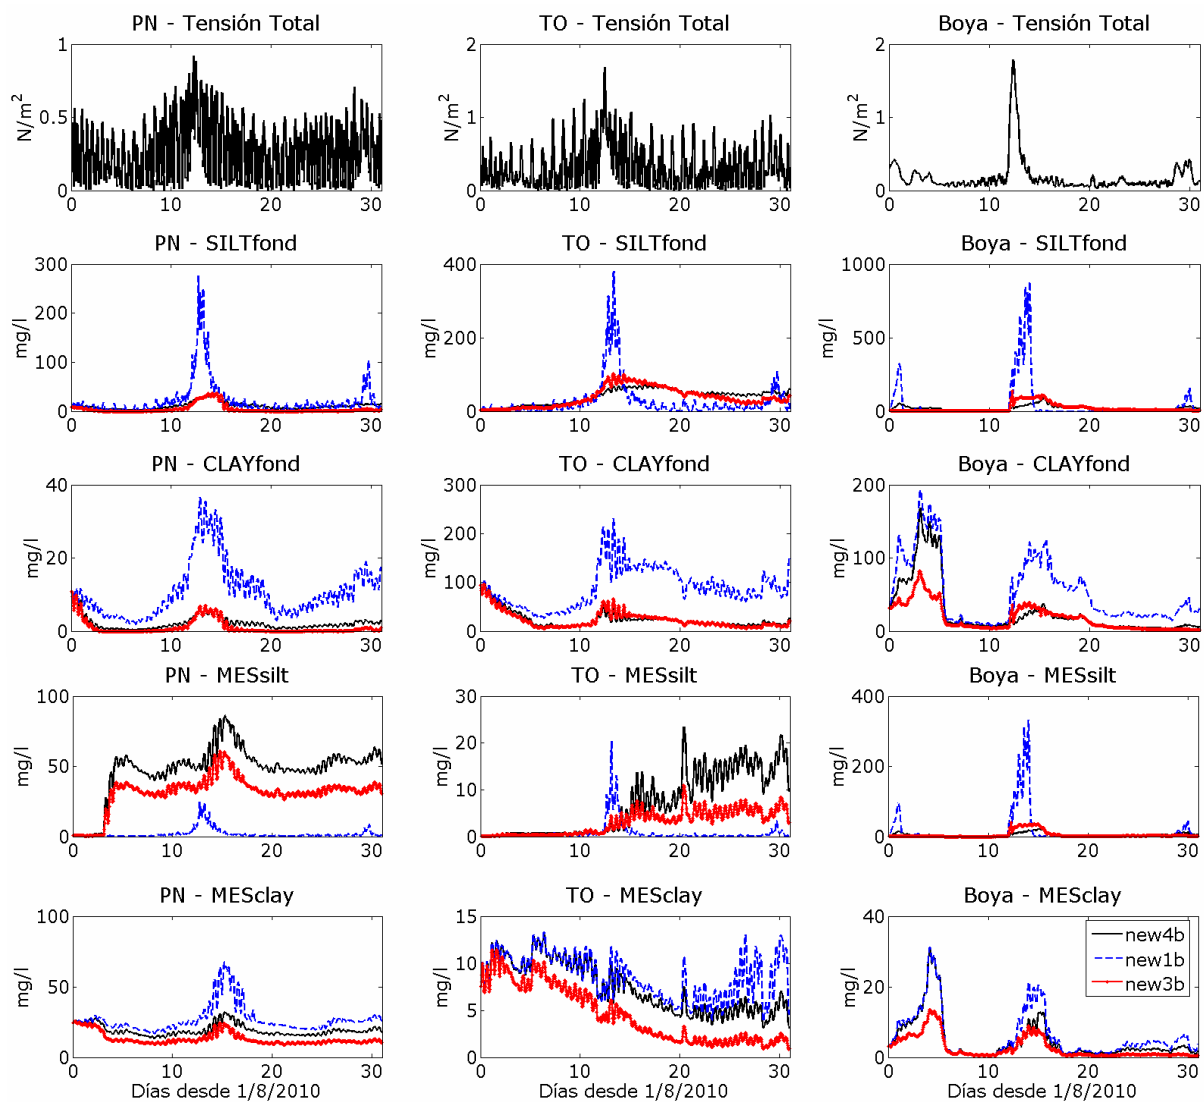 PN - Tensión Total
TO - Tensión Total
Boya - Tensión Total
1
0.5
0
N/m2
0 10 20 30
2
1
0
N/m2
0 10 20 30
2
1
0
N/m2
0 10 20 30
PN - SILTfond
TO - SILTfond
Boya - SILTfond
300
200
100
0
mg/l
0 10 20 30
400
200
0
mg/l
0 10 20 30
1000
500
0
mg/l
0 10 20 30
PN - CLAYfond
TO - CLAYfond
Boya - CLAYfond
40
20
0
mg/l
0 10 20 30
300
200
100
0
mg/l
0 10 20 30
200
100
0
mg/l
0 10 20 30
PN - MESsilt
TO - MESsilt
Boya - MESsilt
100
50
0
mg/l
0 10 20 30
30
20
10
0
mg/l
0 10 20 30
400
200
0
mg/l
0 10 20 30
PN - MESclay
TO - MESclay
Boya - MESclay
100
50
0
mg/l
0 10 20 30
Días desde 1/8/2010
15
10
5
0
mg/l
0 10 20 30
Días desde 1/8/2010
40
20
0
mg/l
new4b
new1b
new3b
0 10 20 30
Días desde 1/8/2010